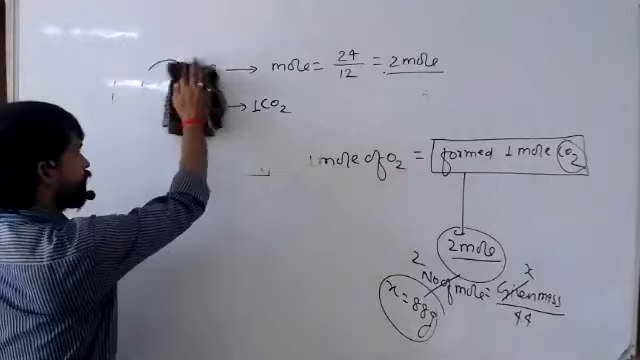 → mole = 24/12 = 2 mole
→ 1CO₂
1 mole of O₂ = formed 1 mole CO₂
2 mole
2 x
No of mole = Given mass / 44
x = 88g